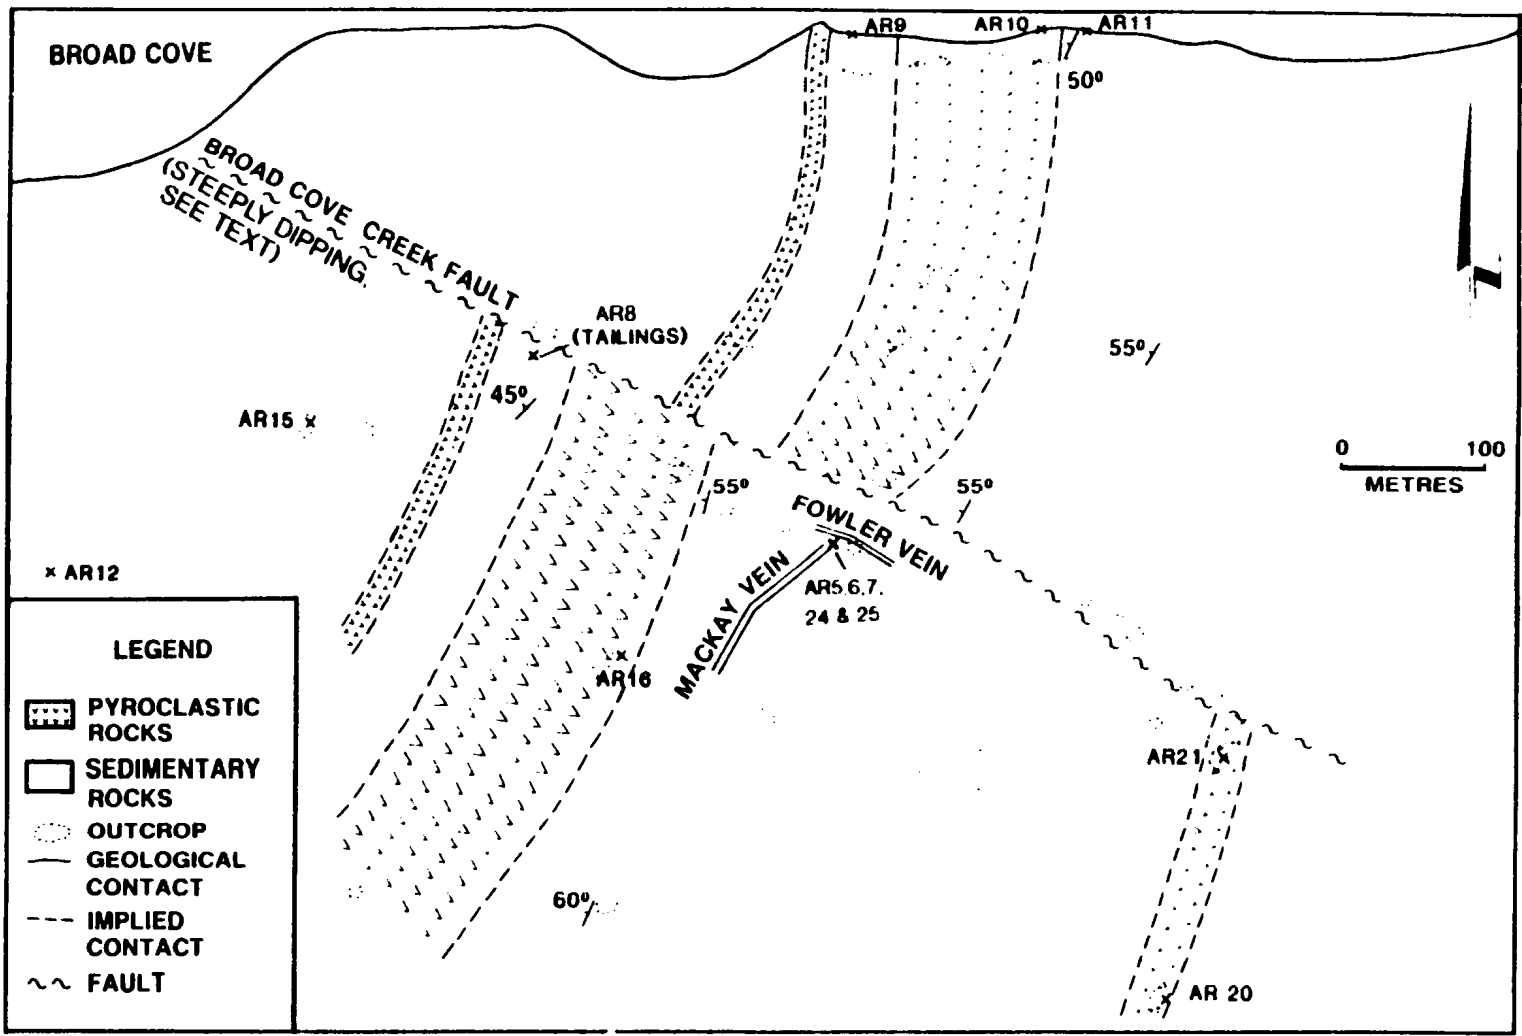 BROAD COVE
AR9
AR10
AR11
50°
BROAD COVE CREEK FAULT
(STEEPLY DIPPING,
SEE TEXT)
AR8
(TAILINGS)
45°
55°
AR15
0 100
METRES
55°
55°
FOWLER VEIN
MACKAY VEIN
AR5,6,7,
24 & 25
AR12
AR16
AR21
60°
AR 20
LEGEND
PYROCLASTIC
ROCKS
SEDIMENTARY
ROCKS
OUTCROP
GEOLOGICAL
CONTACT
IMPLIED
CONTACT
FAULT